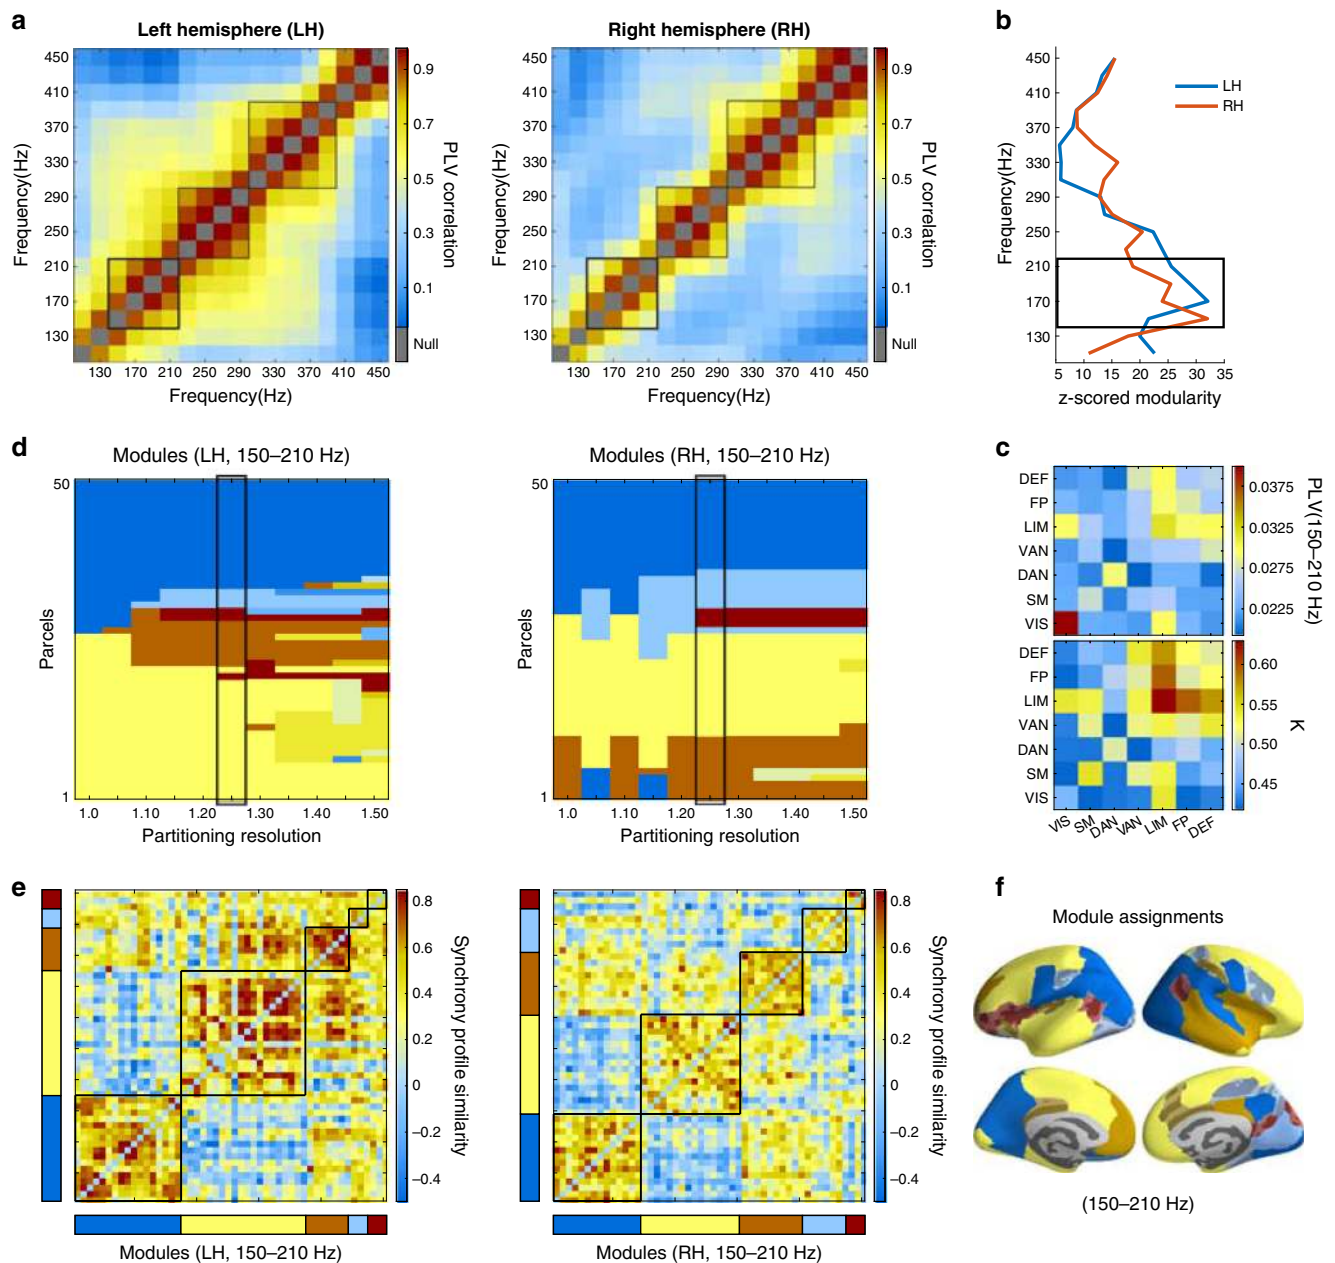 a
Left hemisphere (LH)
450
410
370
330
290
250
210
170
130
Frequency(Hz)
130 170 210 250 290 330 370 410 450
Frequency(Hz)
0.9
0.7
0.5
0.3
0.1
Null
PLV correlation
Right hemisphere (RH)
450
410
370
330
290
250
210
170
130
Frequency(Hz)
130 170 210 250 290 330 370 410 450
Frequency(Hz)
0.9
0.7
0.5
0.3
0.1
Null
PLV correlation
b
450
410
370
330
290
250
210
170
130
Frequency(Hz)
LH
RH
5 10 15 20 25 30 35
z-scored modularity
d
Modules (LH, 150–210 Hz)
50
1
Parcels
1.0 1.10 1.20 1.30 1.40 1.50
Partitioning resolution
Modules (RH, 150–210 Hz)
50
1
Parcels
1.0 1.10 1.20 1.30 1.40 1.50
Partitioning resolution
c
DEF
FP
LIM
VAN
DAN
SM
VIS
0.0375
0.0325
0.0275
0.0225
PLV(150–210 Hz)
DEF
FP
LIM
VAN
DAN
SM
VIS
0.60
0.55
0.50
0.45
K
VIS SM DAN VAN LIM FP DEF
e
0.8
0.6
0.4
0.2
0
–0.2
–0.4
Synchrony profile similarity
Modules (LH, 150–210 Hz)
0.8
0.6
0.4
0.2
0
–0.2
–0.4
Synchrony profile similarity
Modules (RH, 150–210 Hz)
f
Module assignments
(150–210 Hz)